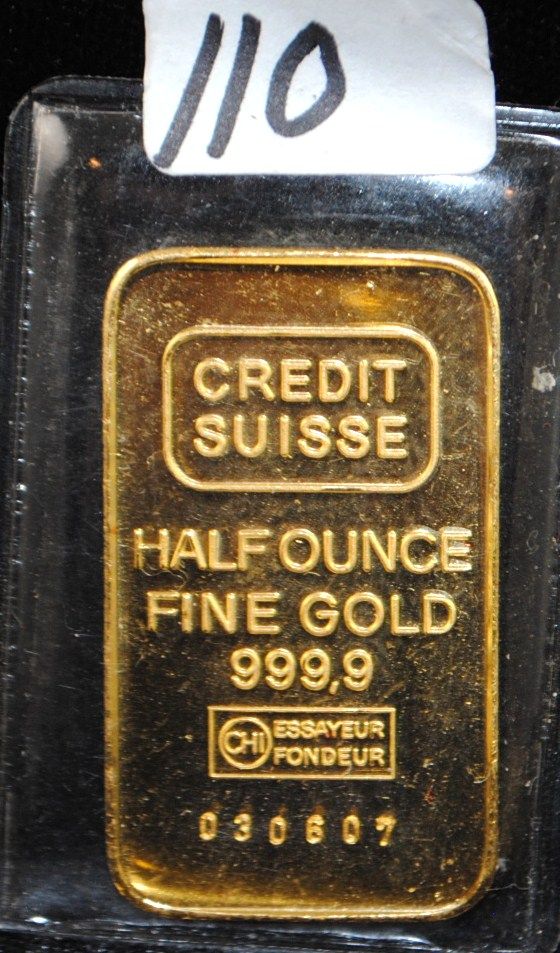 110
CREDIT
SUISSE
HALF OUNCE
FINE GOLD
999,9
CHI ESSAYEUR
FONDEUR
030607